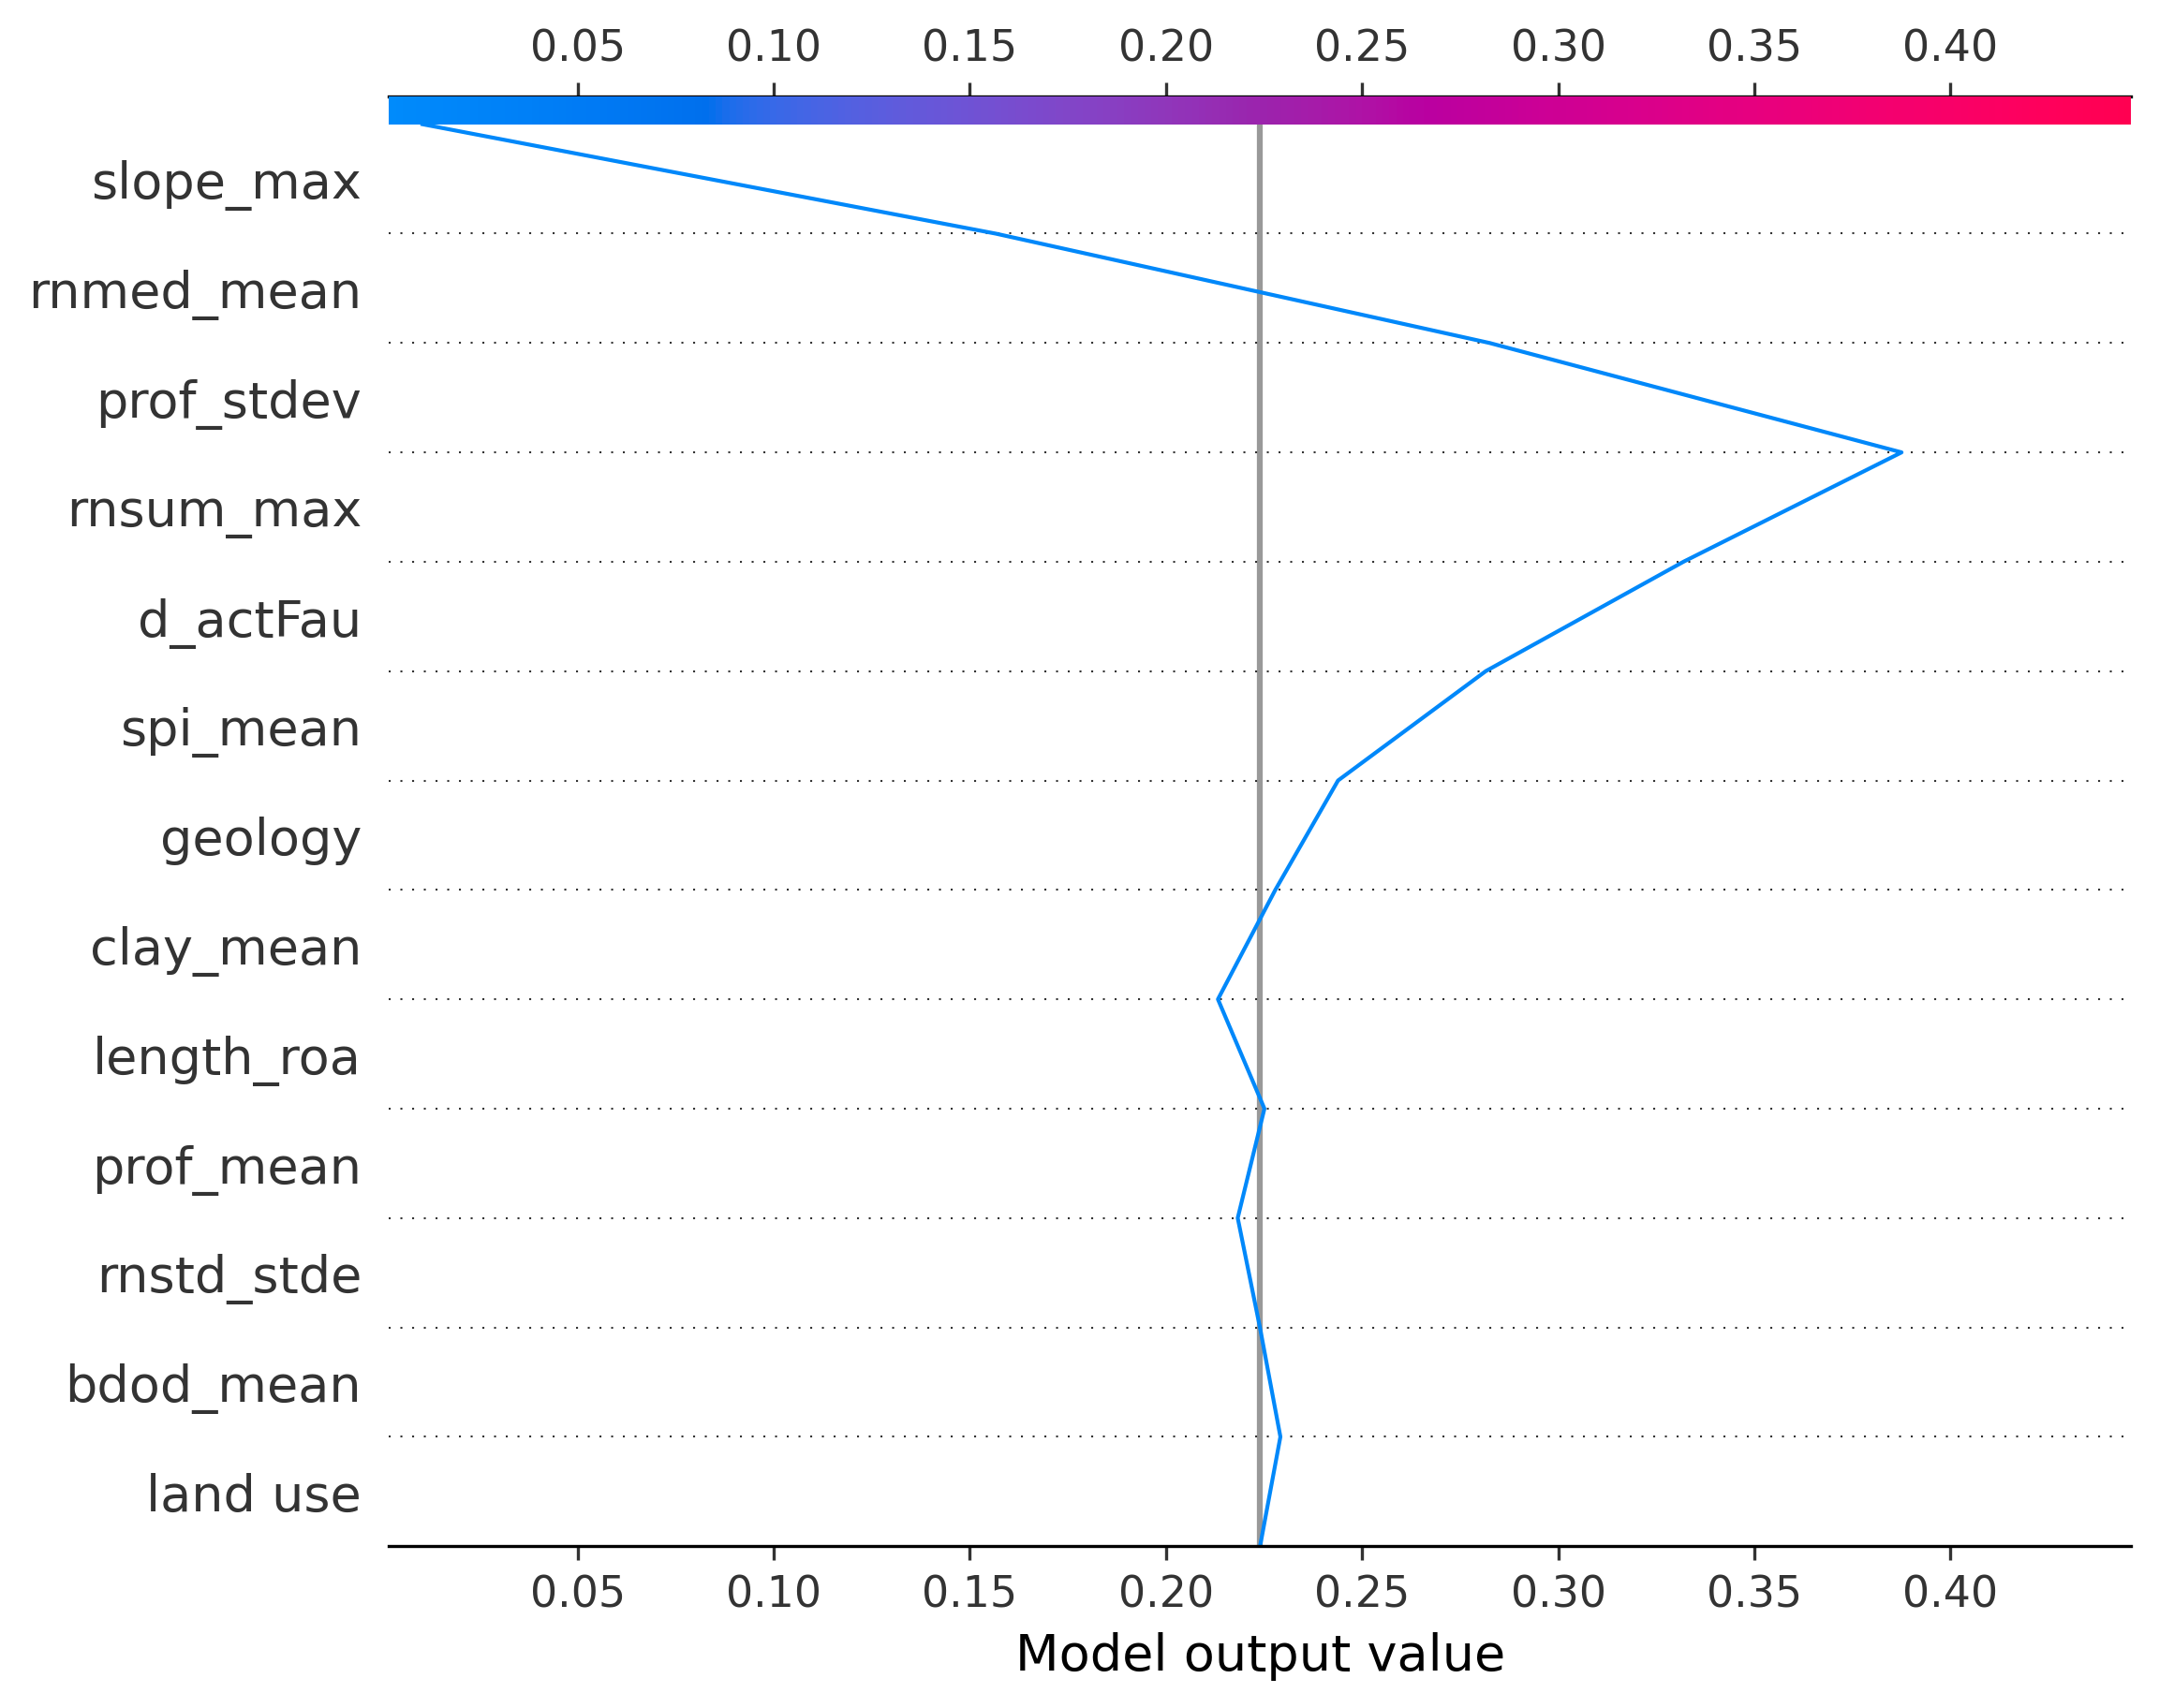 0.05 0.10 0.15 0.20 0.25 0.30 0.35 0.40
slope_max
rnmed_mean
prof_stdev
rnsum_max
d_actFau
spi_mean
geology
clay_mean
length_roa
prof_mean
rnstd_stde
bdod_mean
land use
0.05 0.10 0.15 0.20 0.25 0.30 0.35 0.40
Model output value